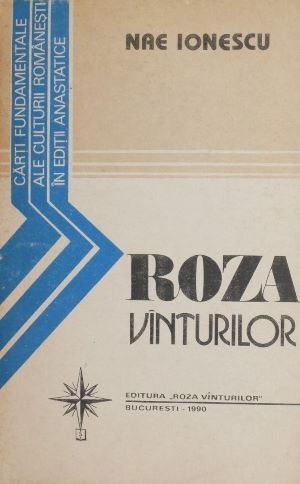 NAE IONESCU
CĂRȚI FUNDAMENTALE
ALE CULTURII ROMÂNEȘTI
ÎN EDIȚII ANASTATICE
ROZA
VÎNTURILOR
EDITURA „ROZA VÎNTURILOR"
BUCUREȘTI - 1990